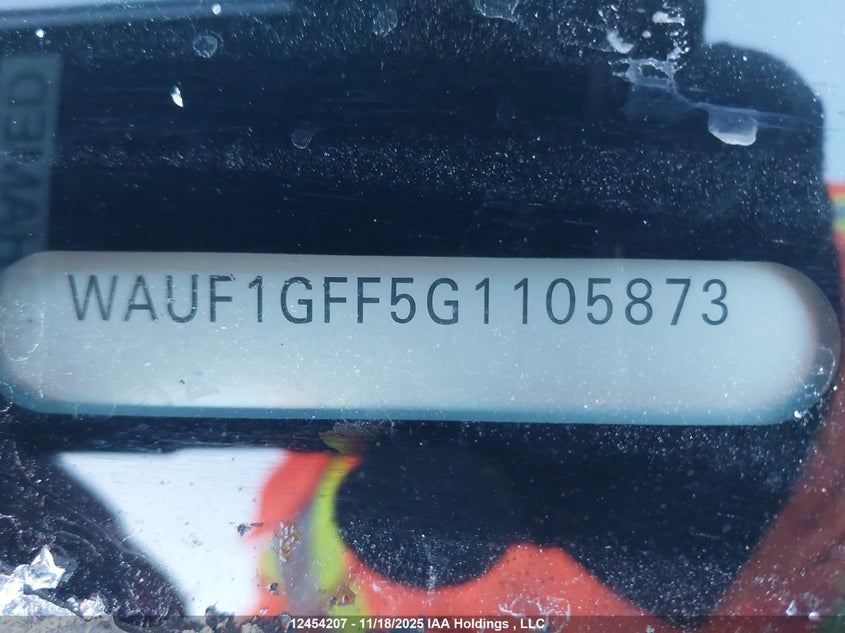 WAUF1GFF5G1105873
12454207 - 11/18/2025 IAA Holdings , LLC